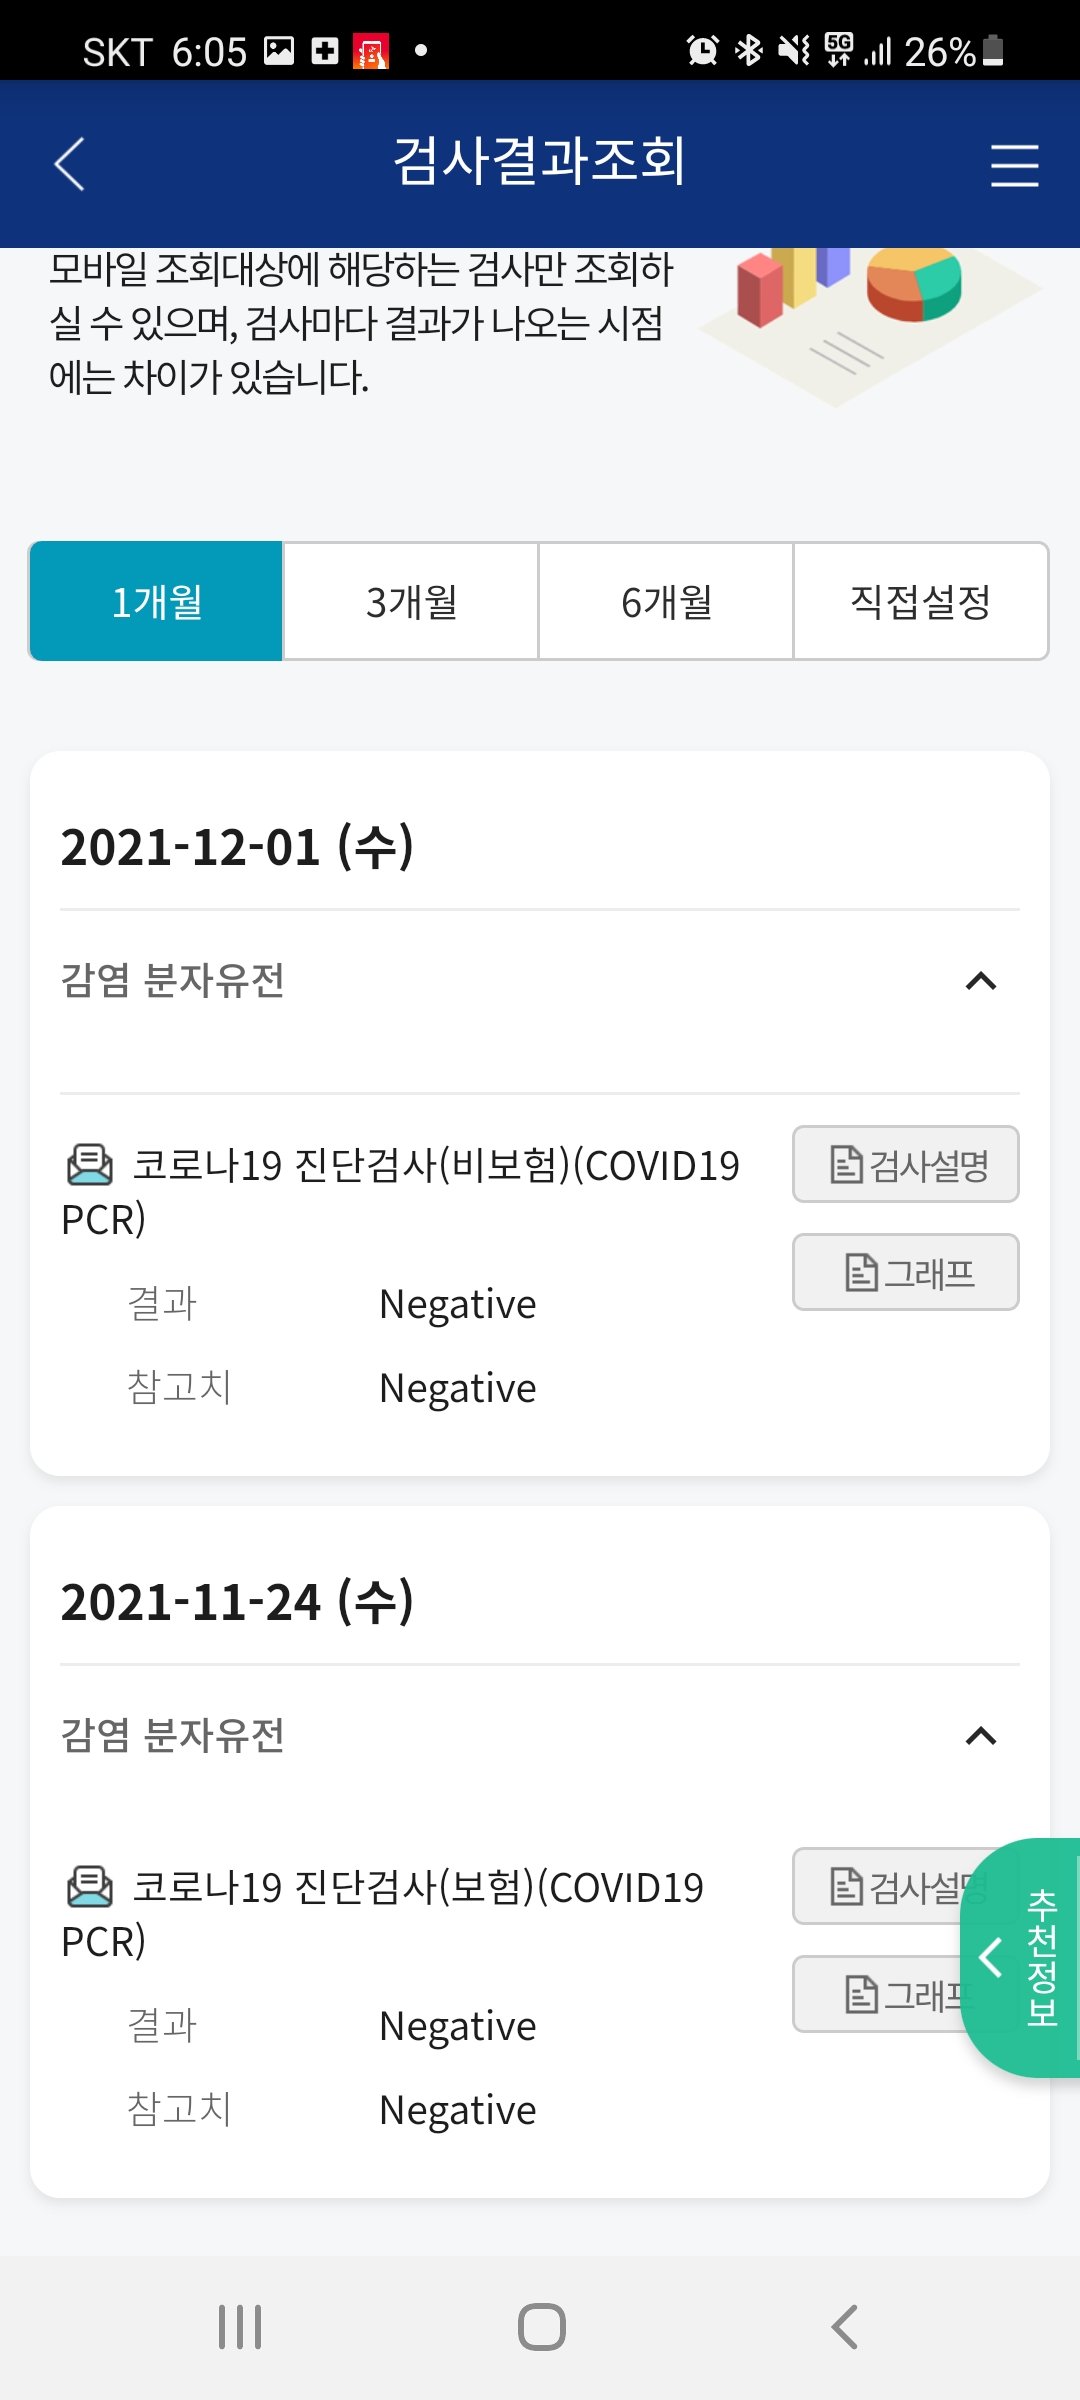 SKT 6:05
5G
26%
검사결과조회
모바일 조회대상에 해당하는 검사만 조회하
실 수 있으며, 검사마다 결과가 나오는 시점
에는 차이가 있습니다.
1개월 3개월 6개월 직접설정
2021-12-01 (수)
감염 분자유전
코로나19 진단검사(비보험)(COVID19
PCR)
검사설명
그래프
결과 Negative
참고치 Negative
2021-11-24 (수)
감염 분자유전
코로나19 진단검사(보험)(COVID19
PCR)
검사설명
그래프
결과 Negative
참고치 Negative
추천정보